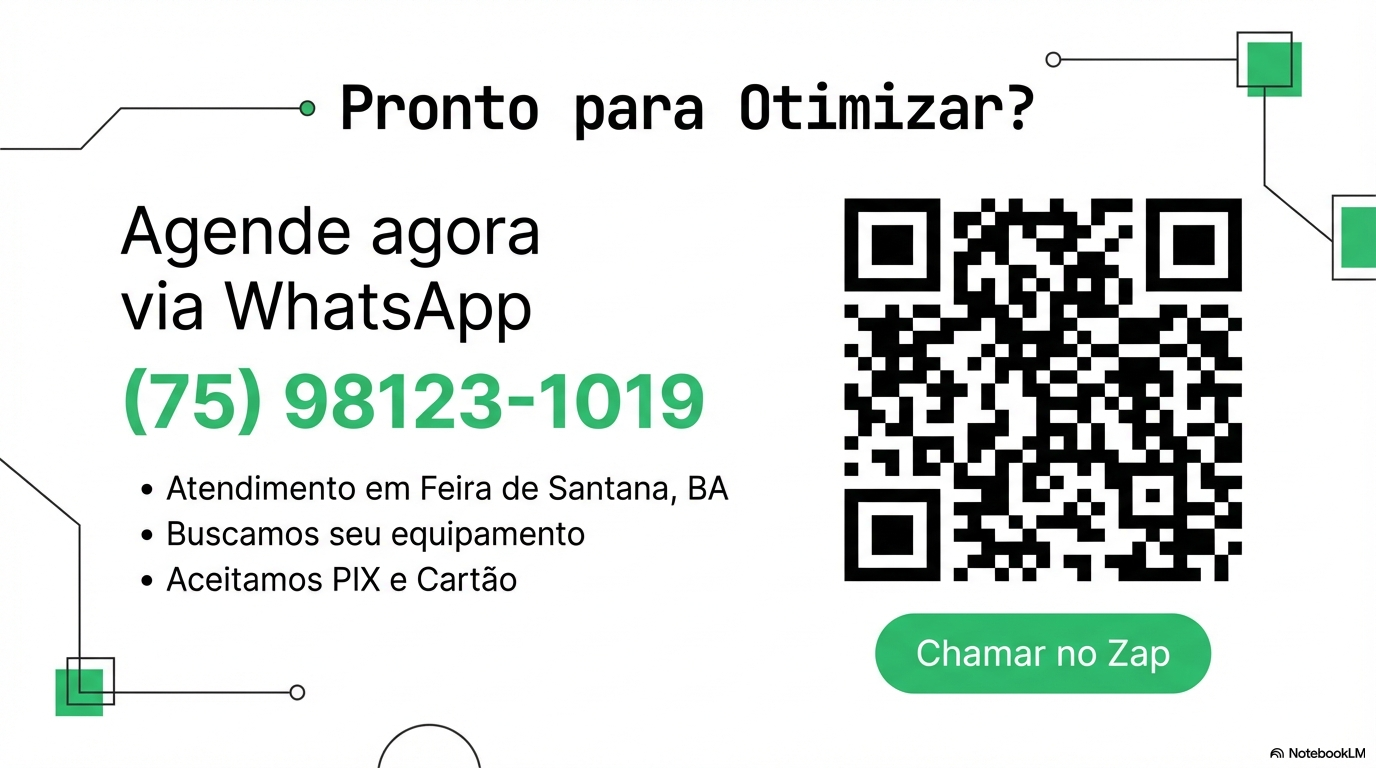 Pronto para Otimizar?
Agende agora
via WhatsApp
(75) 98123-1019
• Atendimento em Feira de Santana, BA
• Buscamos seu equipamento
• Aceitamos PIX e Cartão
Chamar no Zap
NotebookLM